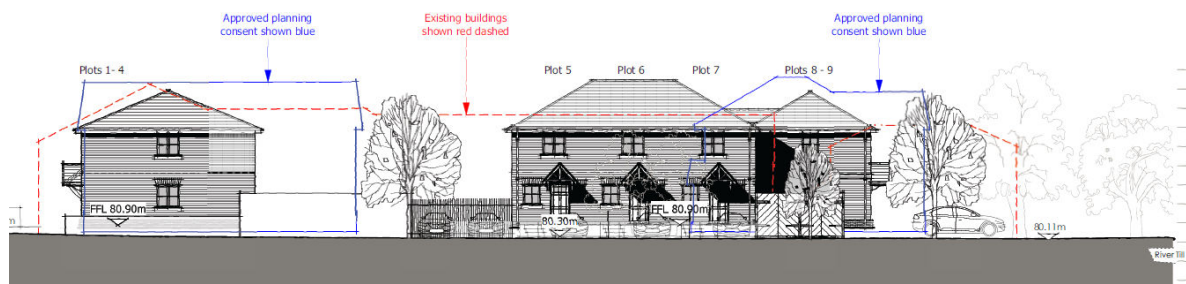 Approved planning
consent shown blue
Existing buildings
shown red dashed
Approved planning
consent shown blue
Plots 1- 4
Plot 5
Plot 6
Plot 7
Plots 8 - 9
FFL 80.90m
80.30m
FFL 80.90m
80.11m
m
River Till